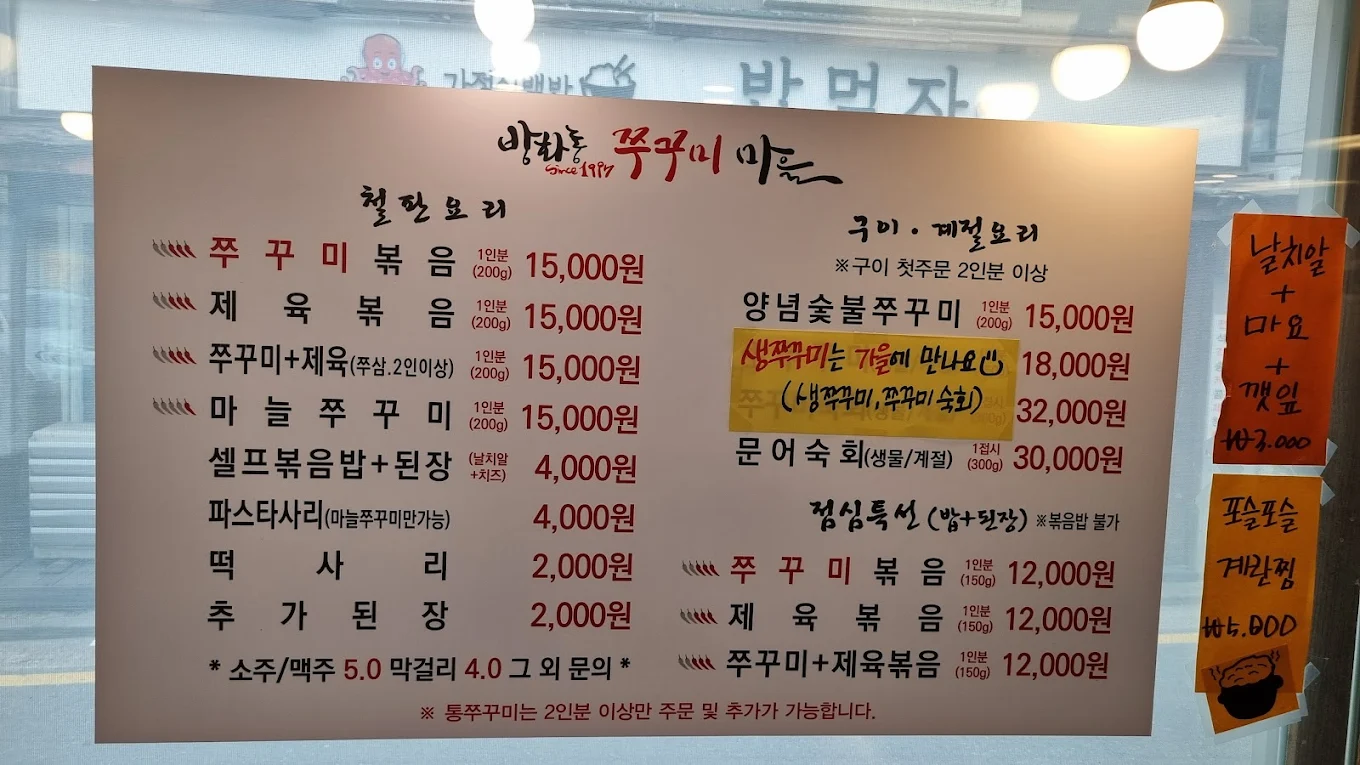 가정식백반
밥먹자
방화동 쭈꾸미 마을
since 1997
철판요리
쭈꾸미볶음 1인분 (200g) 15,000원
제육볶음 1인분 (200g) 15,000원
쭈꾸미+제육(쭈삼.2인이상) 1인분 (200g) 15,000원
마늘쭈꾸미 1인분 (200g) 15,000원
셀프볶음밥+된장 (날치알+치즈) 4,000원
파스타사리(마늘쭈꾸미만가능) 4,000원
떡사리 2,000원
추가된장 2,000원
* 소주/맥주 5.0 막걸리 4.0 그 외 문의 *
구이·계절요리
※구이 첫주문 2인분 이상
양념숯불쭈꾸미 1인분 (200g) 15,000원
생쭈꾸미는 가을에 만나요 18,000원
(생쭈꾸미, 쭈꾸미숙회) 32,000원
문어숙회(생물/계절) 1접시 (300g) 30,000원
점심특선 (밥+된장) ※볶음밥 불가
쭈꾸미볶음 1인분 (150g) 12,000원
제육볶음 1인분 (150g) 12,000원
쭈꾸미+제육볶음 1인분 (150g) 12,000원
※ 통쭈꾸미는 2인분 이상만 주문 및 추가가 가능합니다.
날치알
+
마요
+
깻잎
₩3.000
포슬포슬
계란찜
₩5.000